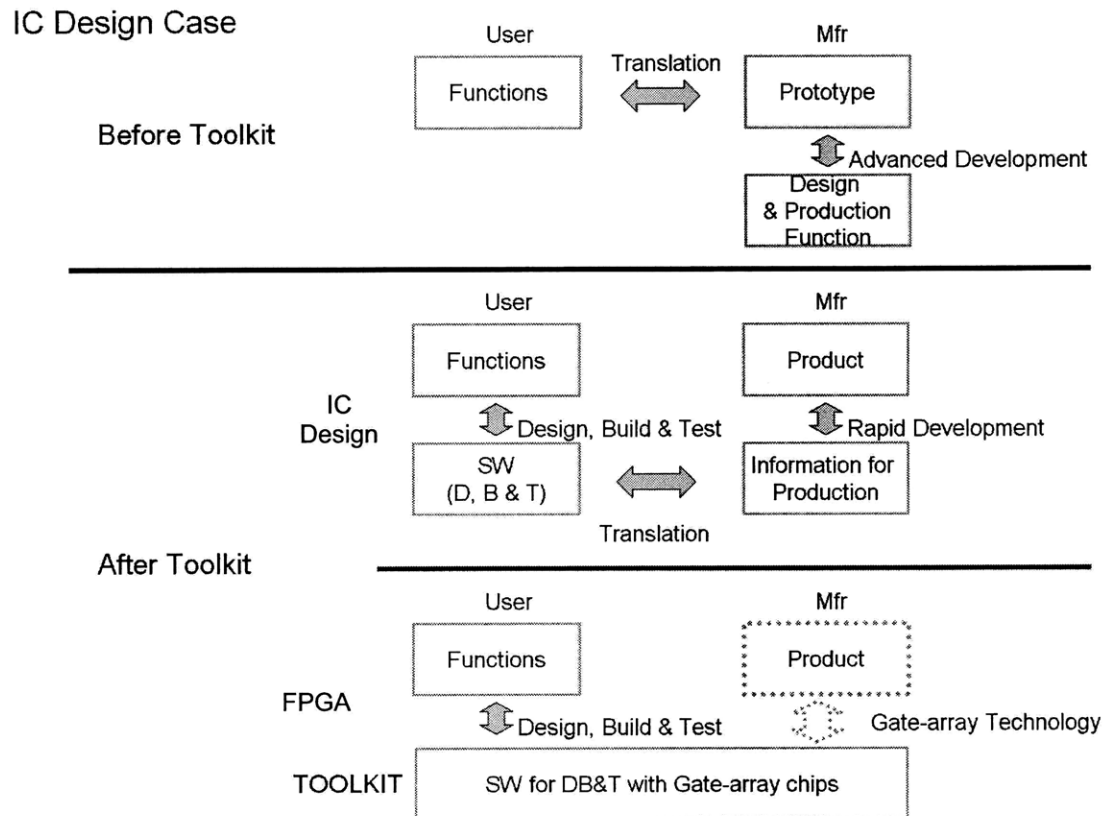 IC Design Case
User
Mfr
Functions
Translation
Prototype
Before Toolkit
Advanced Development
Design
& Production
Function
User
Mfr
Functions
Product
IC
Design
Design, Build & Test
Rapid Development
SW
(D, B & T)
Information for
Production
Translation
After Toolkit
User
Mfr
Functions
Product
FPGA
Design, Build & Test
Gate-array Technology
TOOLKIT
SW for DB&T with Gate-array chips